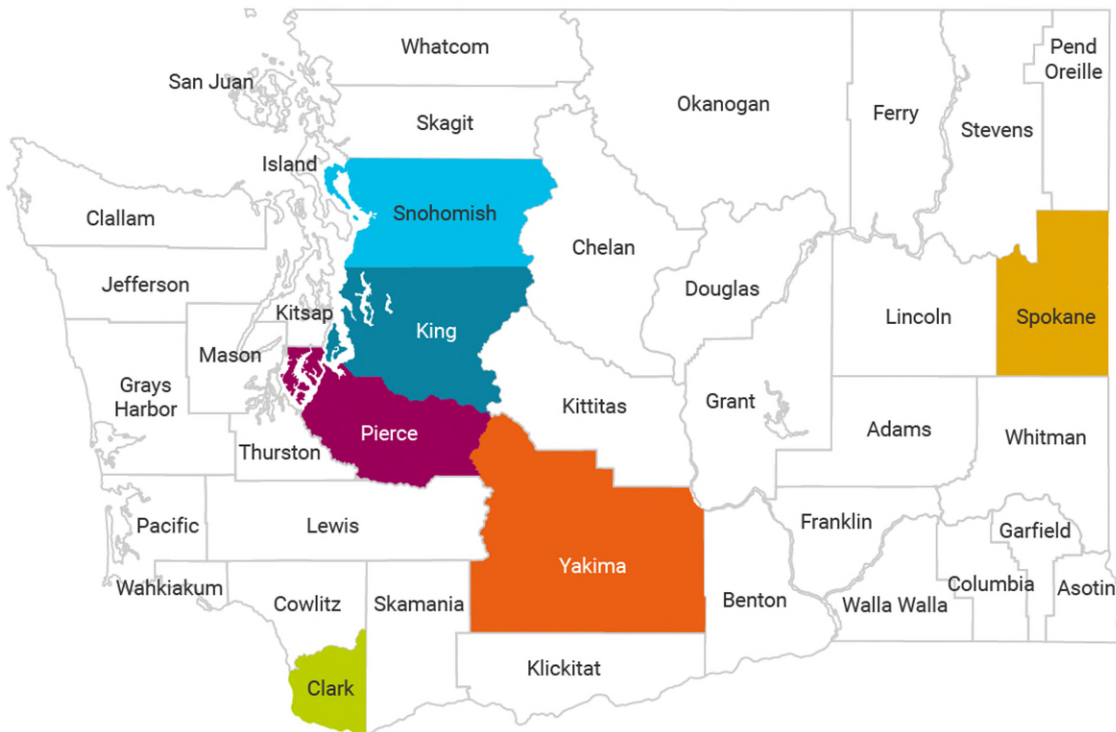 Whatcom
Pend
Oreille
San Juan
Okanogan
Ferry
Stevens
Skagit
Island
Snohomish
Clallam
Chelan
Jefferson
Douglas
Kitsap
Lincoln
Spokane
King
Mason
Grays
Harbor
Kittitas
Grant
Pierce
Adams
Whitman
Thurston
Pacific
Lewis
Franklin
Garfield
Yakima
Wahkiakum
Cowlitz
Skamania
Benton
Walla Walla
Columbia
Asotin
Klickitat
Clark